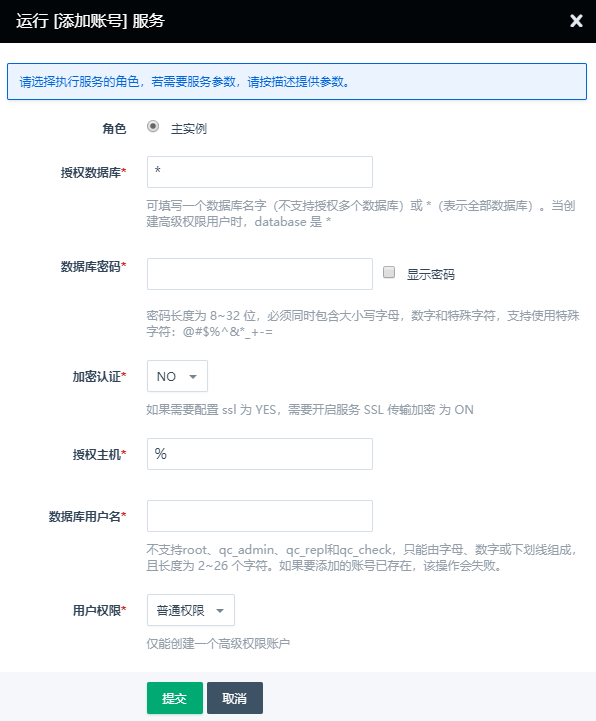 运行 [添加账号] 服务
请选择执行服务的角色，若需要服务参数，请按描述提供参数。
角色 主实例
授权数据库* *
可填写一个数据库名字（不支持授权多个数据库）或 *（表示全部数据库）。当创
建高级权限用户时，database 是 *
数据库密码* 显示密码
密码长度为 8~32 位，必须同时包含大小写字母，数字和特殊字符，支持使用特殊
字符：@#$%^&*_+-=
加密认证* NO
如果需要配置 ssl 为 YES，需要开启服务 SSL 传输加密 为 ON
授权主机* %
数据库用户名*
不支持root、qc_admin、qc_repl和qc_check，只能由字母、数字或下划线组成，
且长度为 2~26 个字符。如果要添加的账号已存在，该操作会失败。
用户权限* 普通权限
仅能创建一个高级权限账户
提交 取消